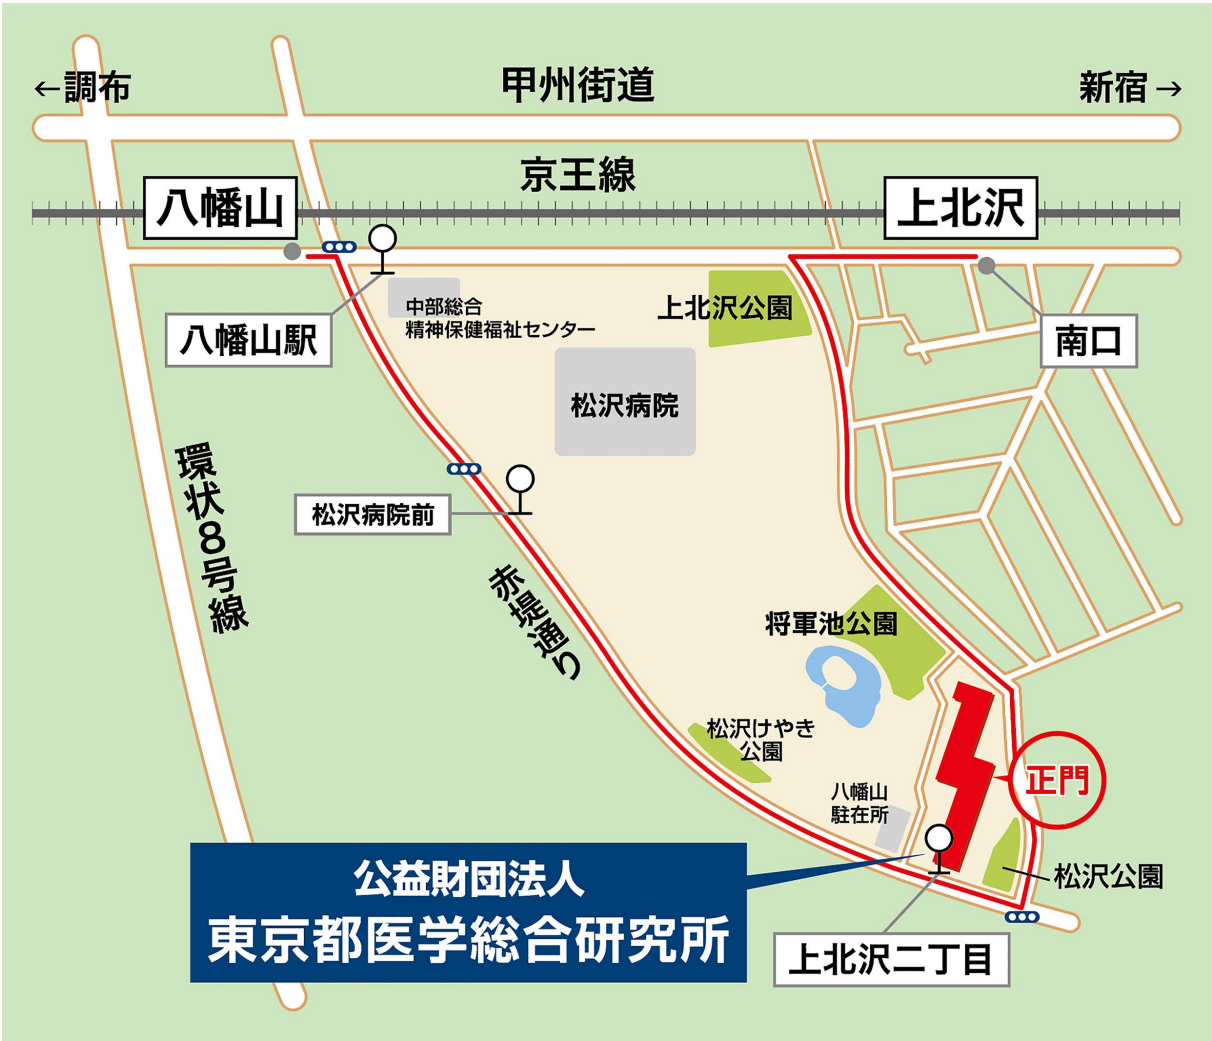 ←調布
甲州街道
新宿→
京王線
八幡山
上北沢
中部総合
精神保健福祉センター
上北沢公園
八幡山駅
南口
松沢病院
環状8号線
松沢病院前
赤堤通り
将軍池公園
松沢けやき
公園
正門
八幡山
駐在所
公益財団法人
東京都医学総合研究所
松沢公園
上北沢二丁目